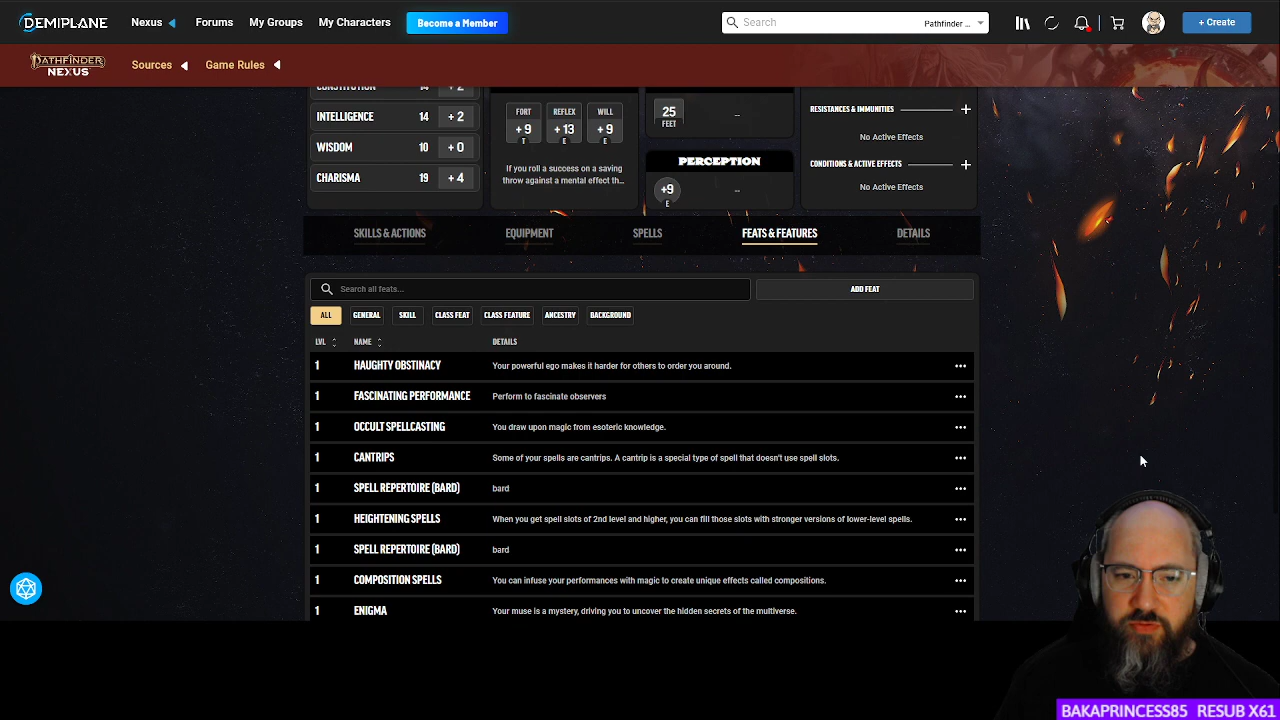 DEMIPLANE Nexus Forums My Groups My Characters Become a Member Search Pathfinder ... + Create
PATHFINDER NEXUS Sources Game Rules
CONSTITUTION 14 +2
INTELLIGENCE 14 +2
WISDOM 10 +0
CHARISMA 19 +4
FORT REFLEX WILL
+9 +13 +9
T E E
If you roll a success on a saving
throw against a mental effect th...
25
FEET
--
PERCEPTION
+9
E
--
RESISTANCES & IMMUNITIES +
No Active Effects
CONDITIONS & ACTIVE EFFECTS +
No Active Effects
SKILLS & ACTIONS EQUIPMENT SPELLS FEATS & FEATURES DETAILS
Search all feats... ADD FEAT
ALL GENERAL SKILL CLASS FEAT CLASS FEATURE ANCESTRY BACKGROUND
LVL NAME DETAILS
1 HAUGHTY OBSTINACY Your powerful ego makes it harder for others to order you around. •••
1 FASCINATING PERFORMANCE Perform to fascinate observers •••
1 OCCULT SPELLCASTING You draw upon magic from esoteric knowledge. •••
1 CANTRIPS Some of your spells are cantrips. A cantrip is a special type of spell that doesn't use spell slots. •••
1 SPELL REPERTOIRE (BARD) bard •••
1 HEIGHTENING SPELLS When you get spell slots of 2nd level and higher, you can fill those slots with stronger versions of lower-level spells. •••
1 SPELL REPERTOIRE (BARD) bard •••
1 COMPOSITION SPELLS You can infuse your performances with magic to create unique effects called compositions. •••
1 ENIGMA Your muse is a mystery, driving you to uncover the hidden secrets of the multiverse. •••
BAKAPRINCESS85 RESUB X61